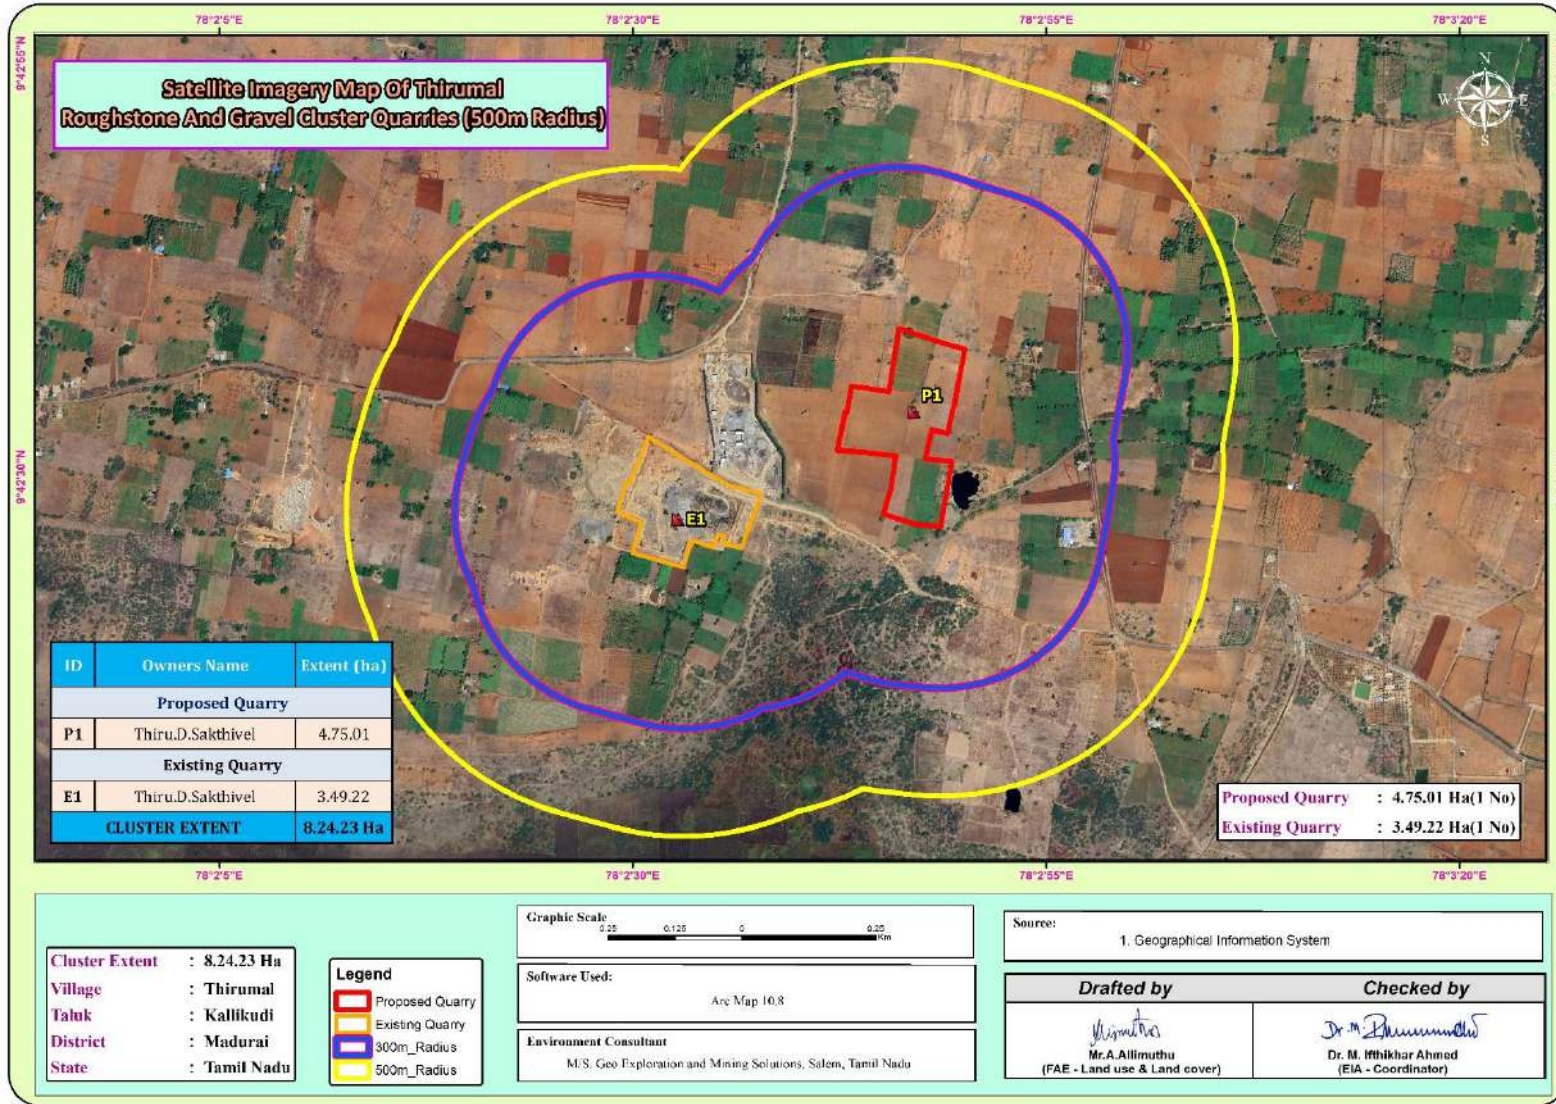 78°2'5"E 78°2'30"E 78°2'55"E 78°3'20"E
9°42'55"N
9°42'30"N
Satellite Imagery Map Of Thirumal
Roughstone And Gravel Cluster Quarries (500m Radius)
N
W E
S
P1
E1
ID Owners Name Extent (ha)
Proposed Quarry
P1 Thiru.D.Sakthivel 4.75.01
Existing Quarry
E1 Thiru.D.Sakthivel 3.49.22
CLUSTER EXTENT 8.24.23 Ha
Proposed Quarry : 4.75.01 Ha(1 No)
Existing Quarry : 3.49.22 Ha(1 No)
78°2'5"E 78°2'30"E 78°2'55"E 78°3'20"E
Cluster Extent : 8.24.23 Ha
Village : Thirumal
Taluk : Kallikudi
District : Madurai
State : Tamil Nadu
Legend
Proposed Quarry
Existing Quarry
300m_Radius
500m_Radius
Graphic Scale
0.25 0.125 0 0.25
Km
Software Used:
Arc Map 10.8
Environment Consultant
M/S. Geo Exploration and Mining Solutions, Salem, Tamil Nadu
Source:
1. Geographical Information System
Drafted by Checked by
Mr.A.Allimuthu
(FAE - Land use & Land cover)
Dr. M. Ifthikhar Ahmed
(EIA - Coordinator)